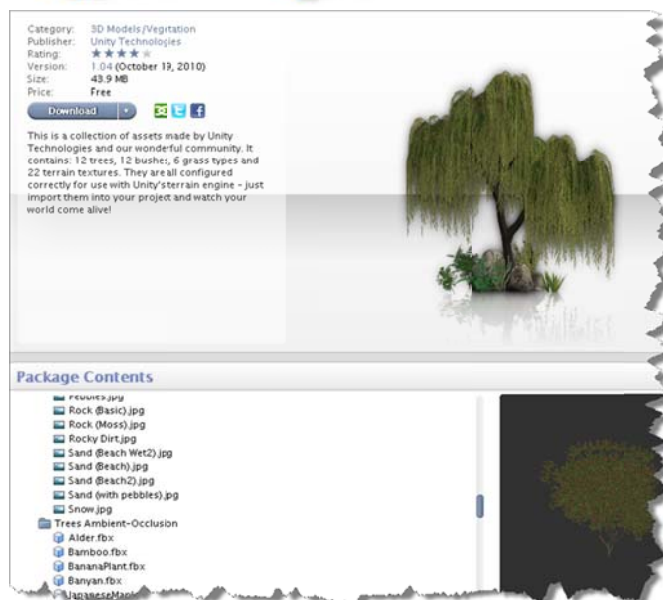 Category: 3D Models/Vegitation
Publisher: Unity Technologies
Rating:
Version: 1.04 (October 19, 2010)
Size: 43.9 MB
Price: Free
Download
This is a collection of assets made by Unity
Technologies and our wonderful community. It
contains: 12 trees, 12 bushes, 6 grass types and
22 terrain textures. They are all configured
correctly for use with Unity'sterrain engine - just
import them into your project and watch your
world come alive!
Package Contents
Pebbles.jpg
Rock (Basic).jpg
Rock (Moss).jpg
Rocky Dirt.jpg
Sand (Beach Wet2).jpg
Sand (Beach).jpg
Sand (Beach2).jpg
Sand (with pebbles).jpg
Snow.jpg
Trees Ambient-Occlusion
Alder.fbx
Bamboo.fbx
BananaPlant.fbx
Banyan.fbx